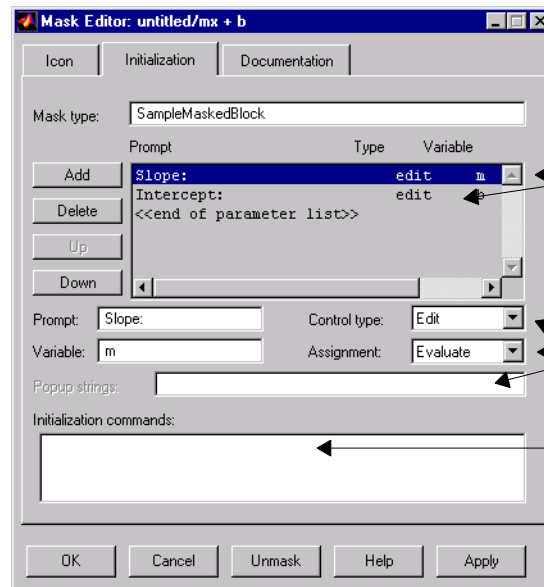 Mask Editor: untitled/mx + b
Icon Initialization Documentation
Mask type: SampleMaskedBlock
Prompt Type Variable
Add
Slope: edit m
Intercept: edit b
Delete
<<end of parameter list>>
Up
Down
Prompt: Slope: Control type: Edit
Variable: m Assignment: Evaluate
Popup strings:
Initialization commands:
OK Cancel Unmask Help Apply